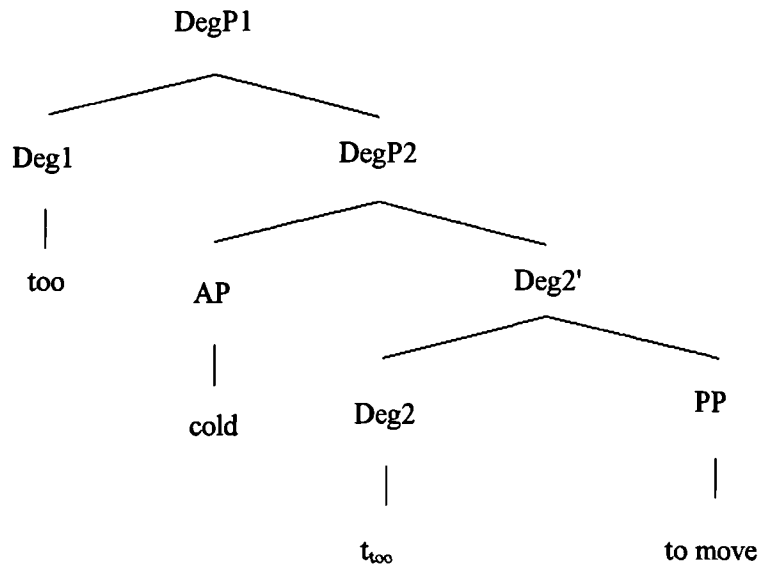 DegP1
Deg1 DegP2
too AP Deg2'
cold Deg2 PP
t_too to move